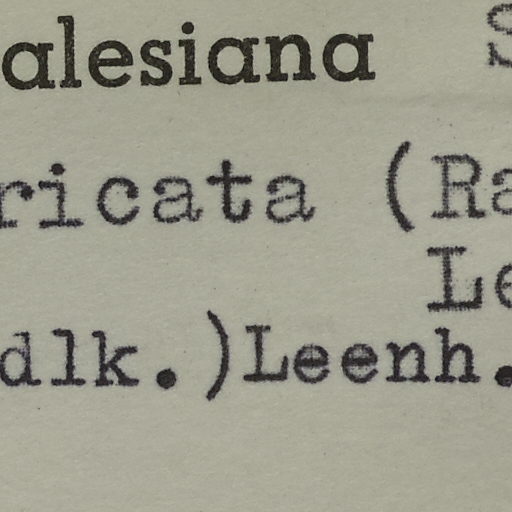 alesiana S
ricata (Ra
Le
dlk.)Leenh.